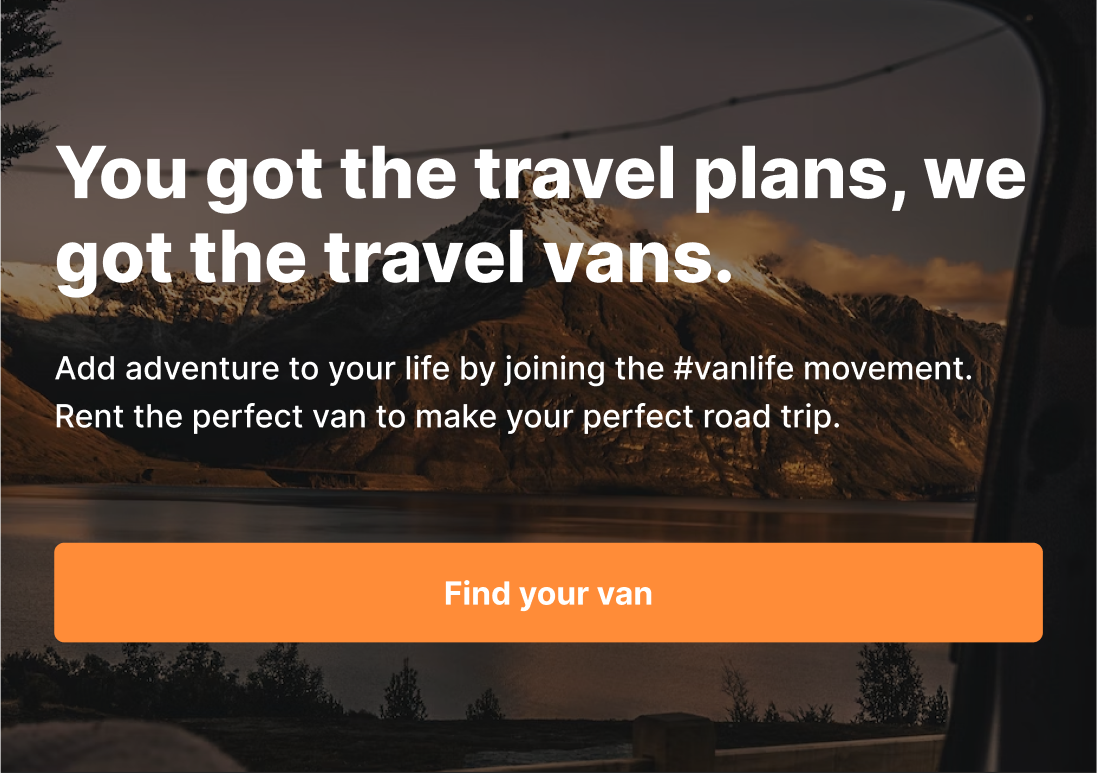 You got the travel plans, we
got the travel vans.
Add adventure to your life by joining the #vanlife movement.
Rent the perfect van to make your perfect road trip.
Find your van